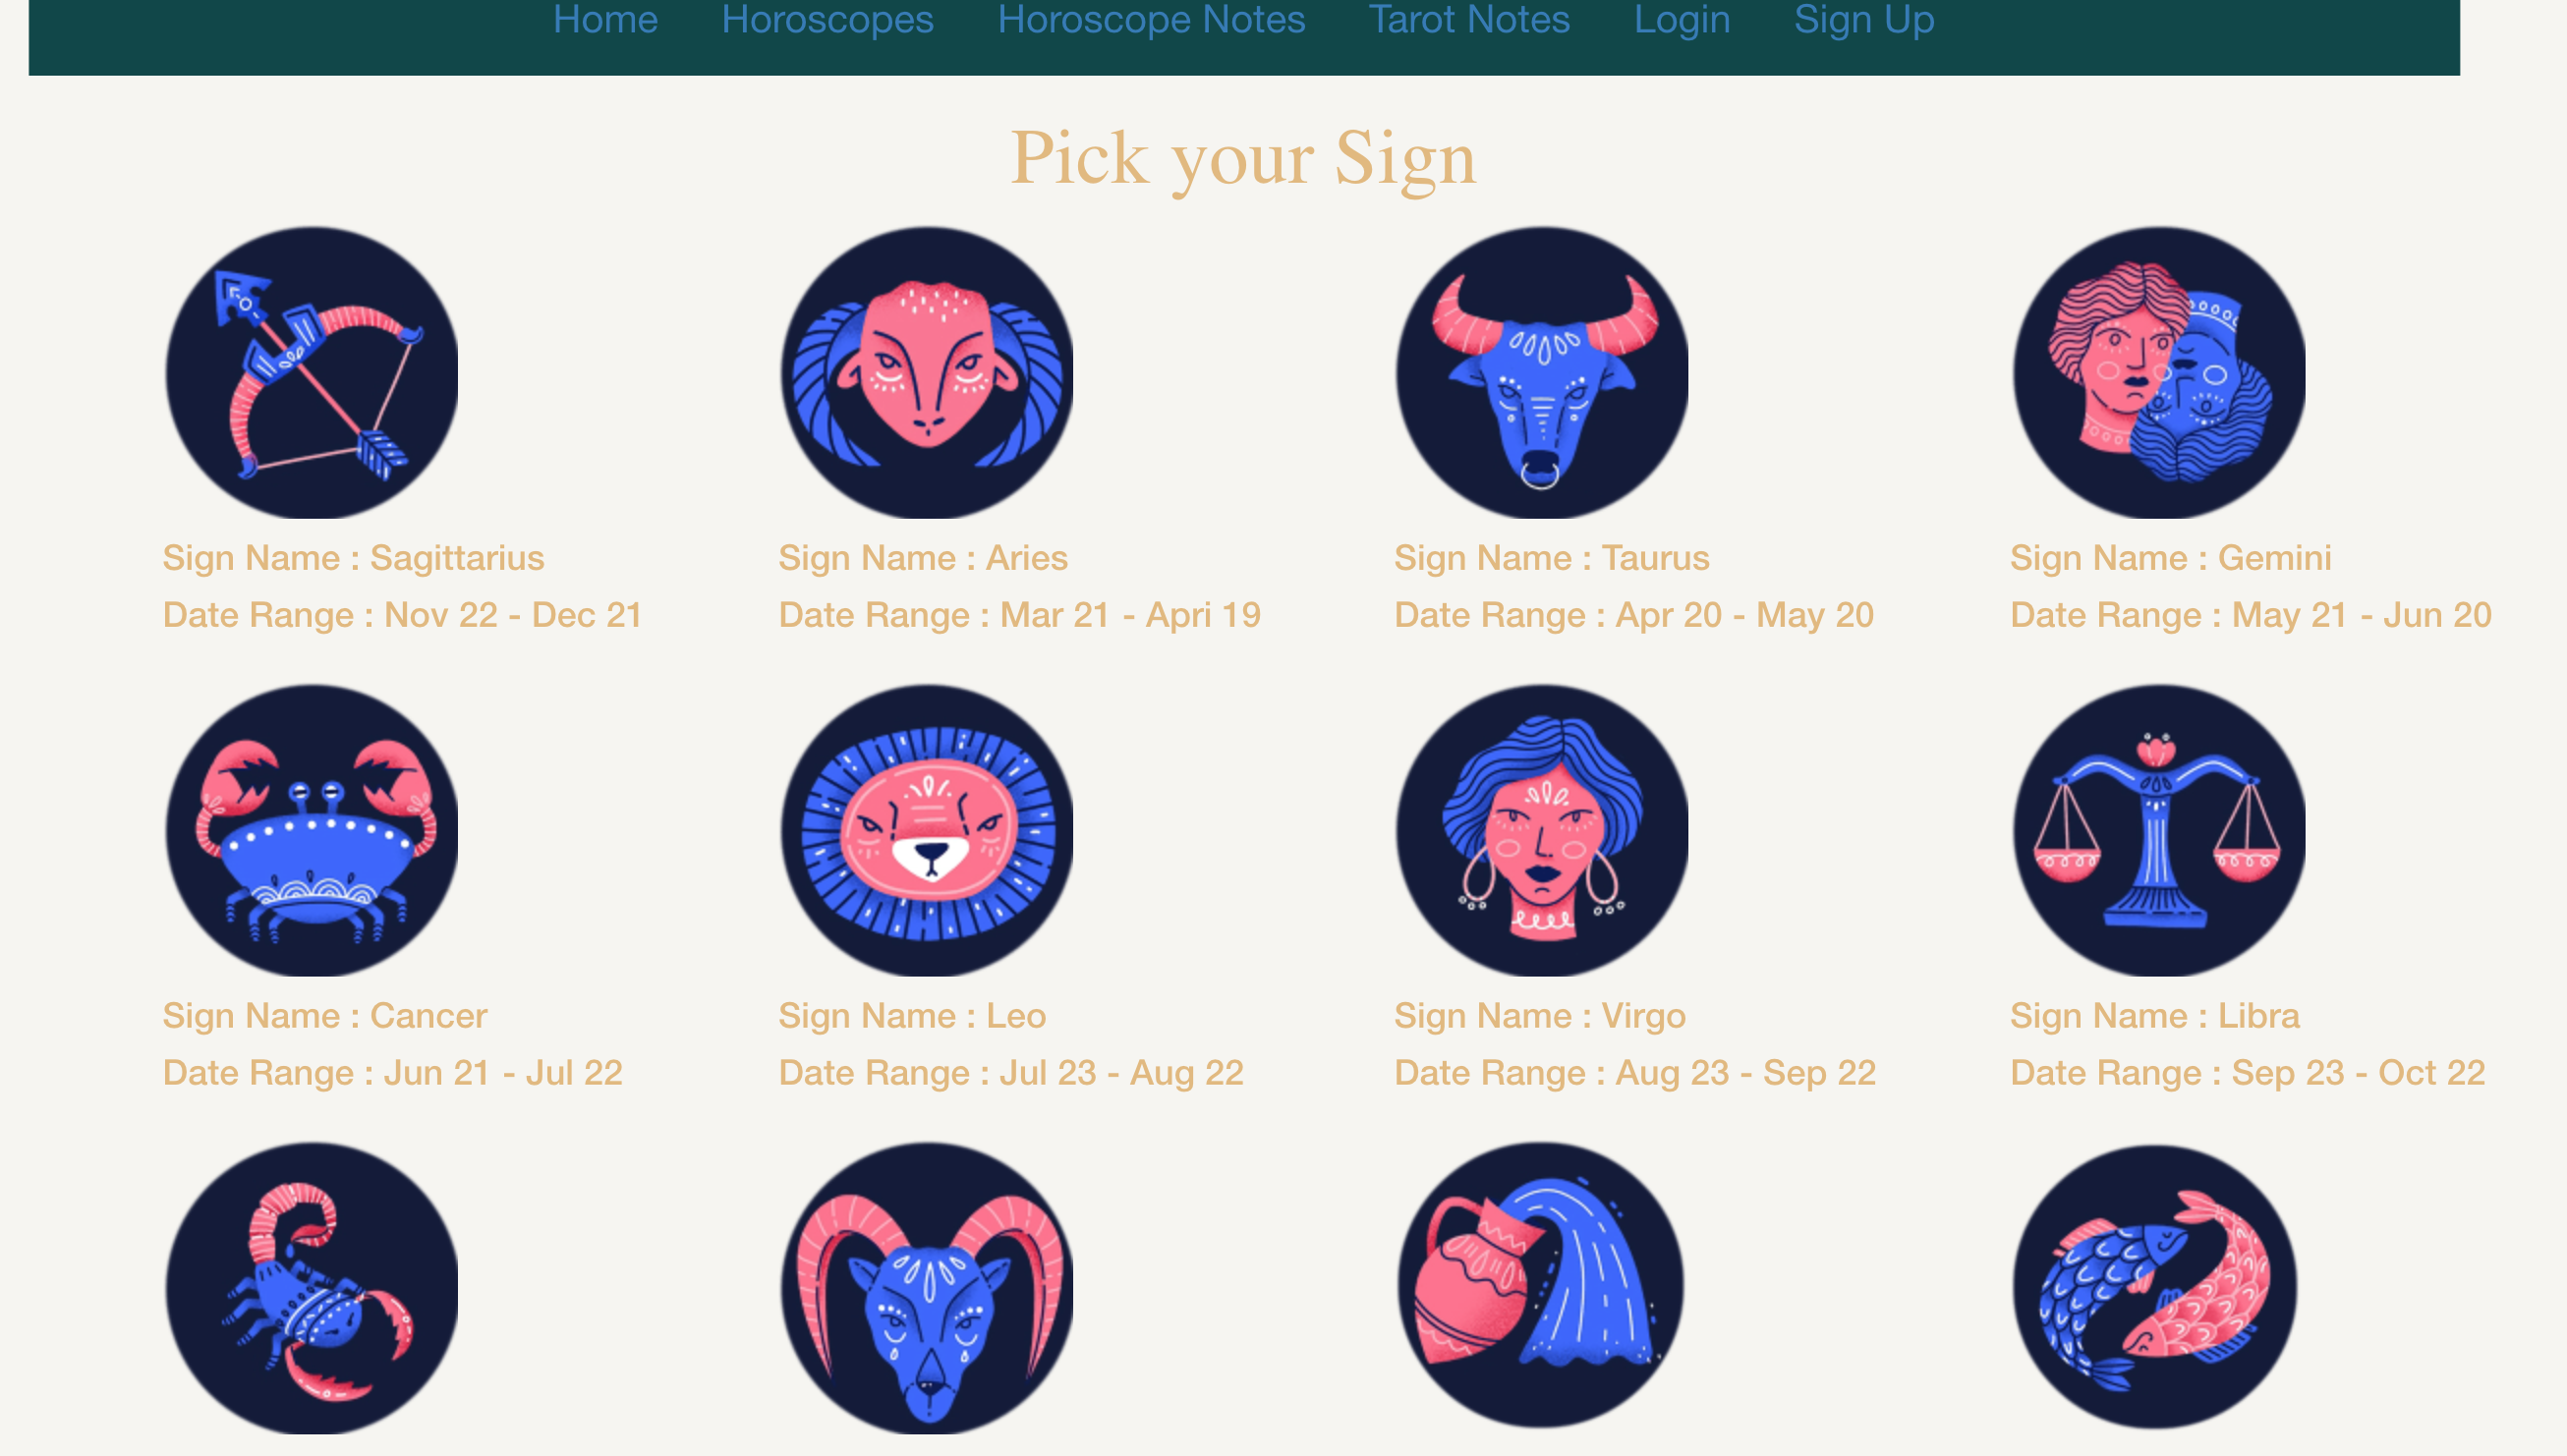 Home Horoscopes Horoscope Notes Tarot Notes Login Sign Up
Pick your Sign
Sign Name : Sagittarius
Date Range : Nov 22 - Dec 21
Sign Name : Aries
Date Range : Mar 21 - Apri 19
Sign Name : Taurus
Date Range : Apr 20 - May 20
Sign Name : Gemini
Date Range : May 21 - Jun 20
Sign Name : Cancer
Date Range : Jun 21 - Jul 22
Sign Name : Leo
Date Range : Jul 23 - Aug 22
Sign Name : Virgo
Date Range : Aug 23 - Sep 22
Sign Name : Libra
Date Range : Sep 23 - Oct 22